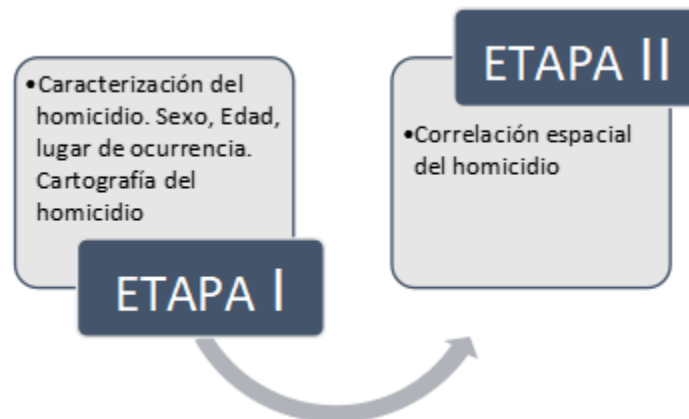 •Caracterización del
homicidio. Sexo, Edad,
lugar de ocurrencia.
Cartografía del
homicidio
ETAPA I
ETAPA II
•Correlación espacial
del homicidio